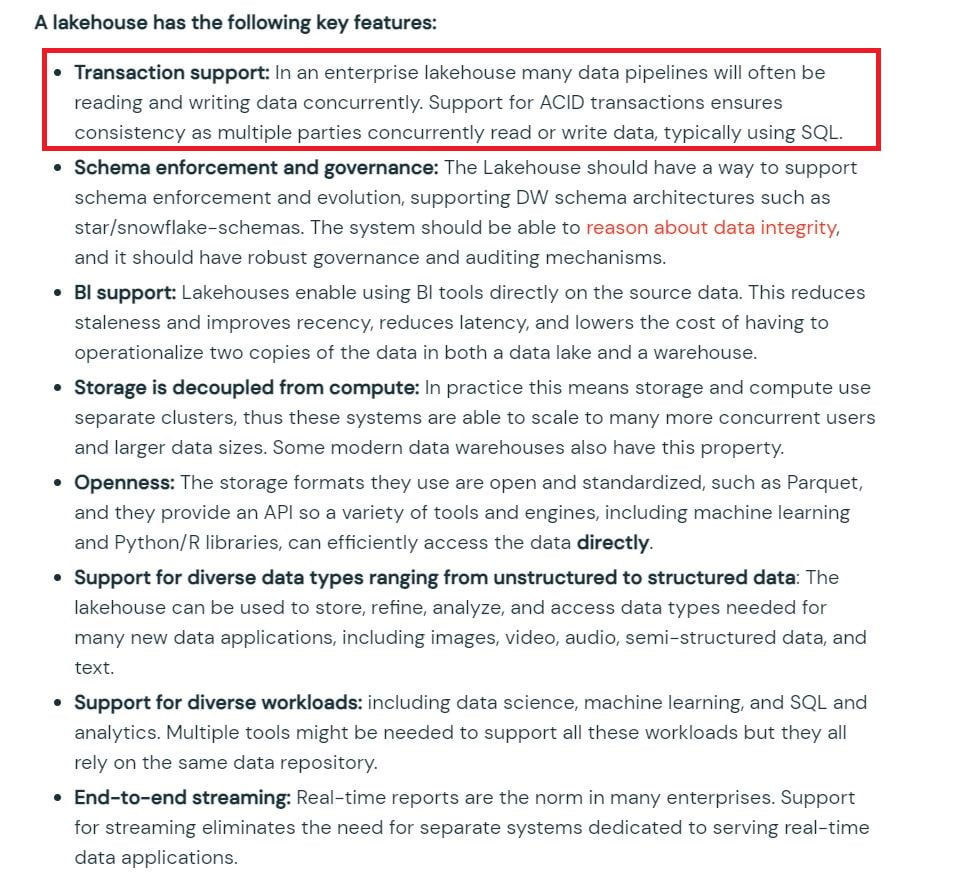 A lakehouse has the following key features:
• Transaction support: In an enterprise lakehouse many data pipelines will often be
reading and writing data concurrently. Support for ACID transactions ensures
consistency as multiple parties concurrently read or write data, typically using SQL.
• Schema enforcement and governance: The Lakehouse should have a way to support
schema enforcement and evolution, supporting DW schema architectures such as
star/snowflake-schemas. The system should be able to reason about data integrity,
and it should have robust governance and auditing mechanisms.
• BI support: Lakehouses enable using BI tools directly on the source data. This reduces
staleness and improves recency, reduces latency, and lowers the cost of having to
operationalize two copies of the data in both a data lake and a warehouse.
• Storage is decoupled from compute: In practice this means storage and compute use
separate clusters, thus these systems are able to scale to many more concurrent users
and larger data sizes. Some modern data warehouses also have this property.
• Openness: The storage formats they use are open and standardized, such as Parquet,
and they provide an API so a variety of tools and engines, including machine learning
and Python/R libraries, can efficiently access the data directly.
• Support for diverse data types ranging from unstructured to structured data: The
lakehouse can be used to store, refine, analyze, and access data types needed for
many new data applications, including images, video, audio, semi-structured data, and
text.
• Support for diverse workloads: including data science, machine learning, and SQL and
analytics. Multiple tools might be needed to support all these workloads but they all
rely on the same data repository.
• End-to-end streaming: Real-time reports are the norm in many enterprises. Support
for streaming eliminates the need for separate systems dedicated to serving real-time
data applications.